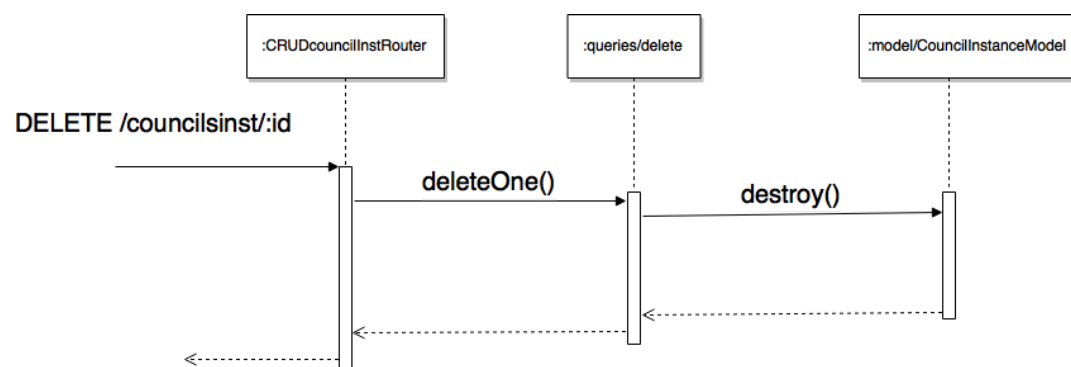 :CRUDcouncilInstRouter
:queries/delete
:model/CouncilInstanceModel
DELETE /councilsinst/:id
deleteOne()
destroy()